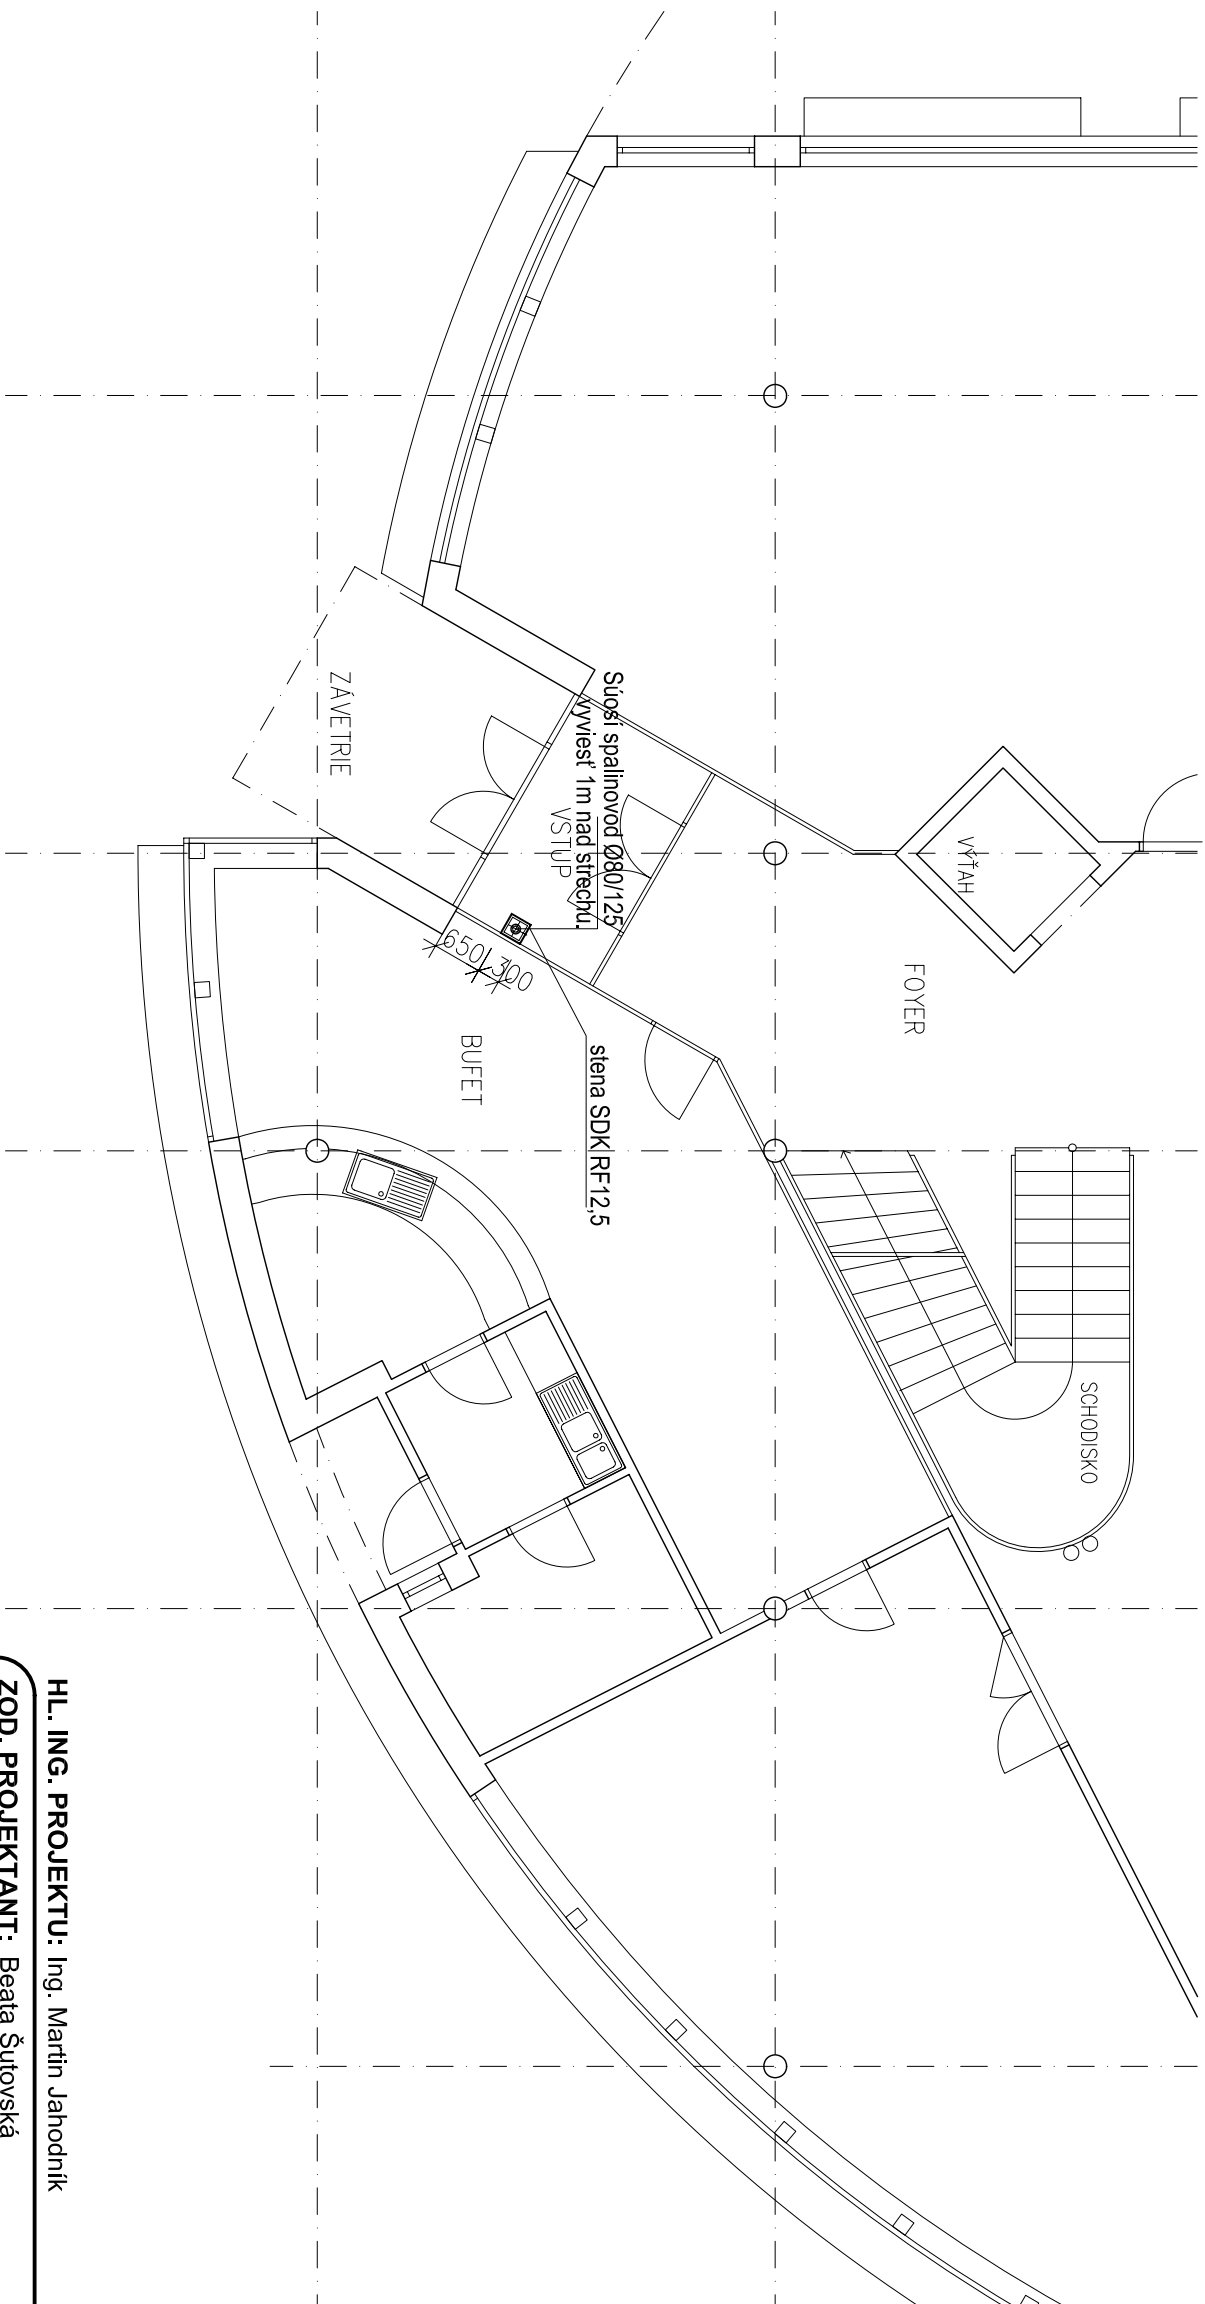 Súosí spalinovod Ø80/125
vyviesť 1m nad strechu.
VSTUP
ZÁVETRIE
VÝŤAH
FOYER
650
300
BUFET
stena SDK RF12,5
SCHODISKO
HL. ING. PROJEKTU: Ing. Martin Jahodník
ZOD. PROJEKTANT: Beata Šutovská